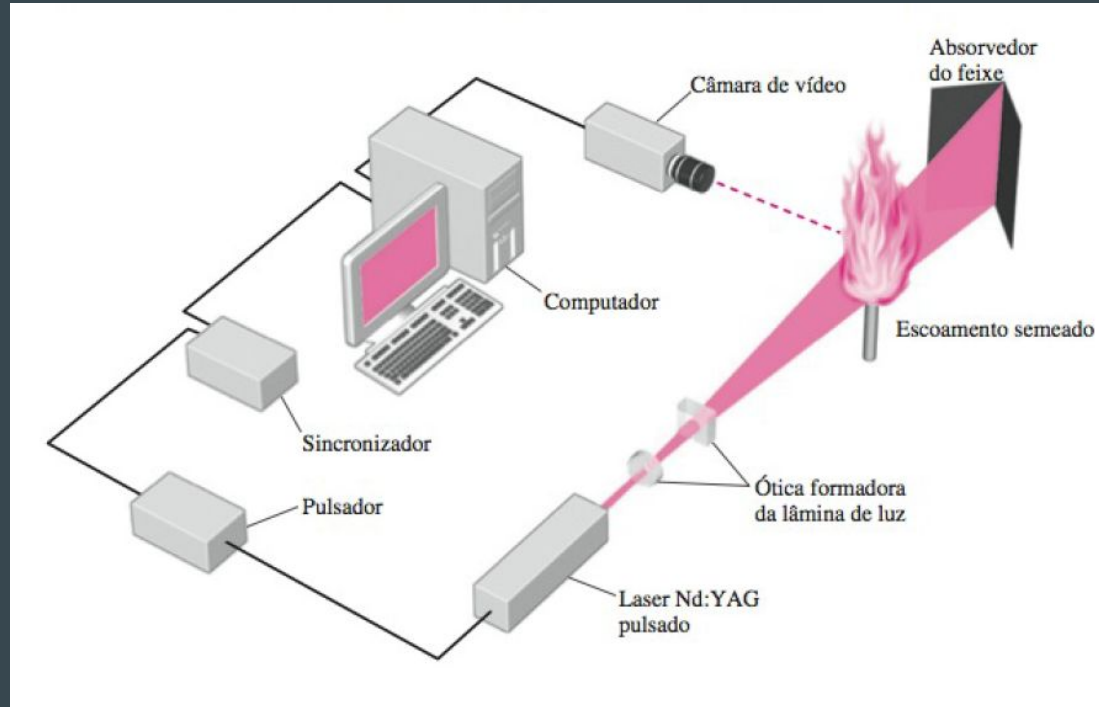 Absorvedor
do feixe
Câmara de vídeo
Computador
Escoamento semeado
Sincronizador
Pulsador
Ótica formadora
da lâmina de luz
Laser Nd:YAG
pulsado